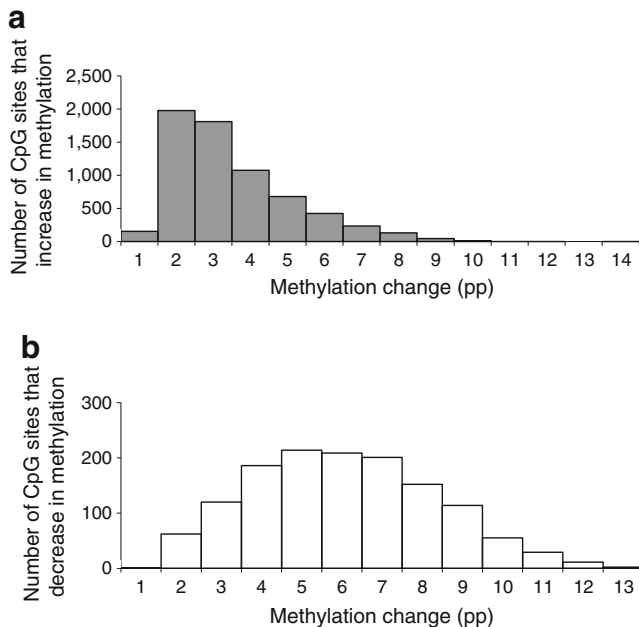 a
Number of CpG sites that
increase in methylation
2,500
2,000
1,500
1,000
500
0
1 2 3 4 5 6 7 8 9 10 11 12 13 14
Methylation change (pp)
b
Number of CpG sites that
decrease in methylation
300
200
100
0
1 2 3 4 5 6 7 8 9 10 11 12 13
Methylation change (pp)